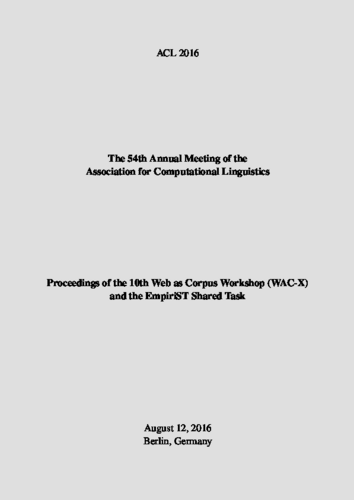 ACL 2016
The 54th Annual Meeting of the
Association for Computational Linguistics
Proceedings of the 10th Web as Corpus Workshop (WAC-X)
and the EmpiriST Shared Task
August 12, 2016
Berlin, Germany